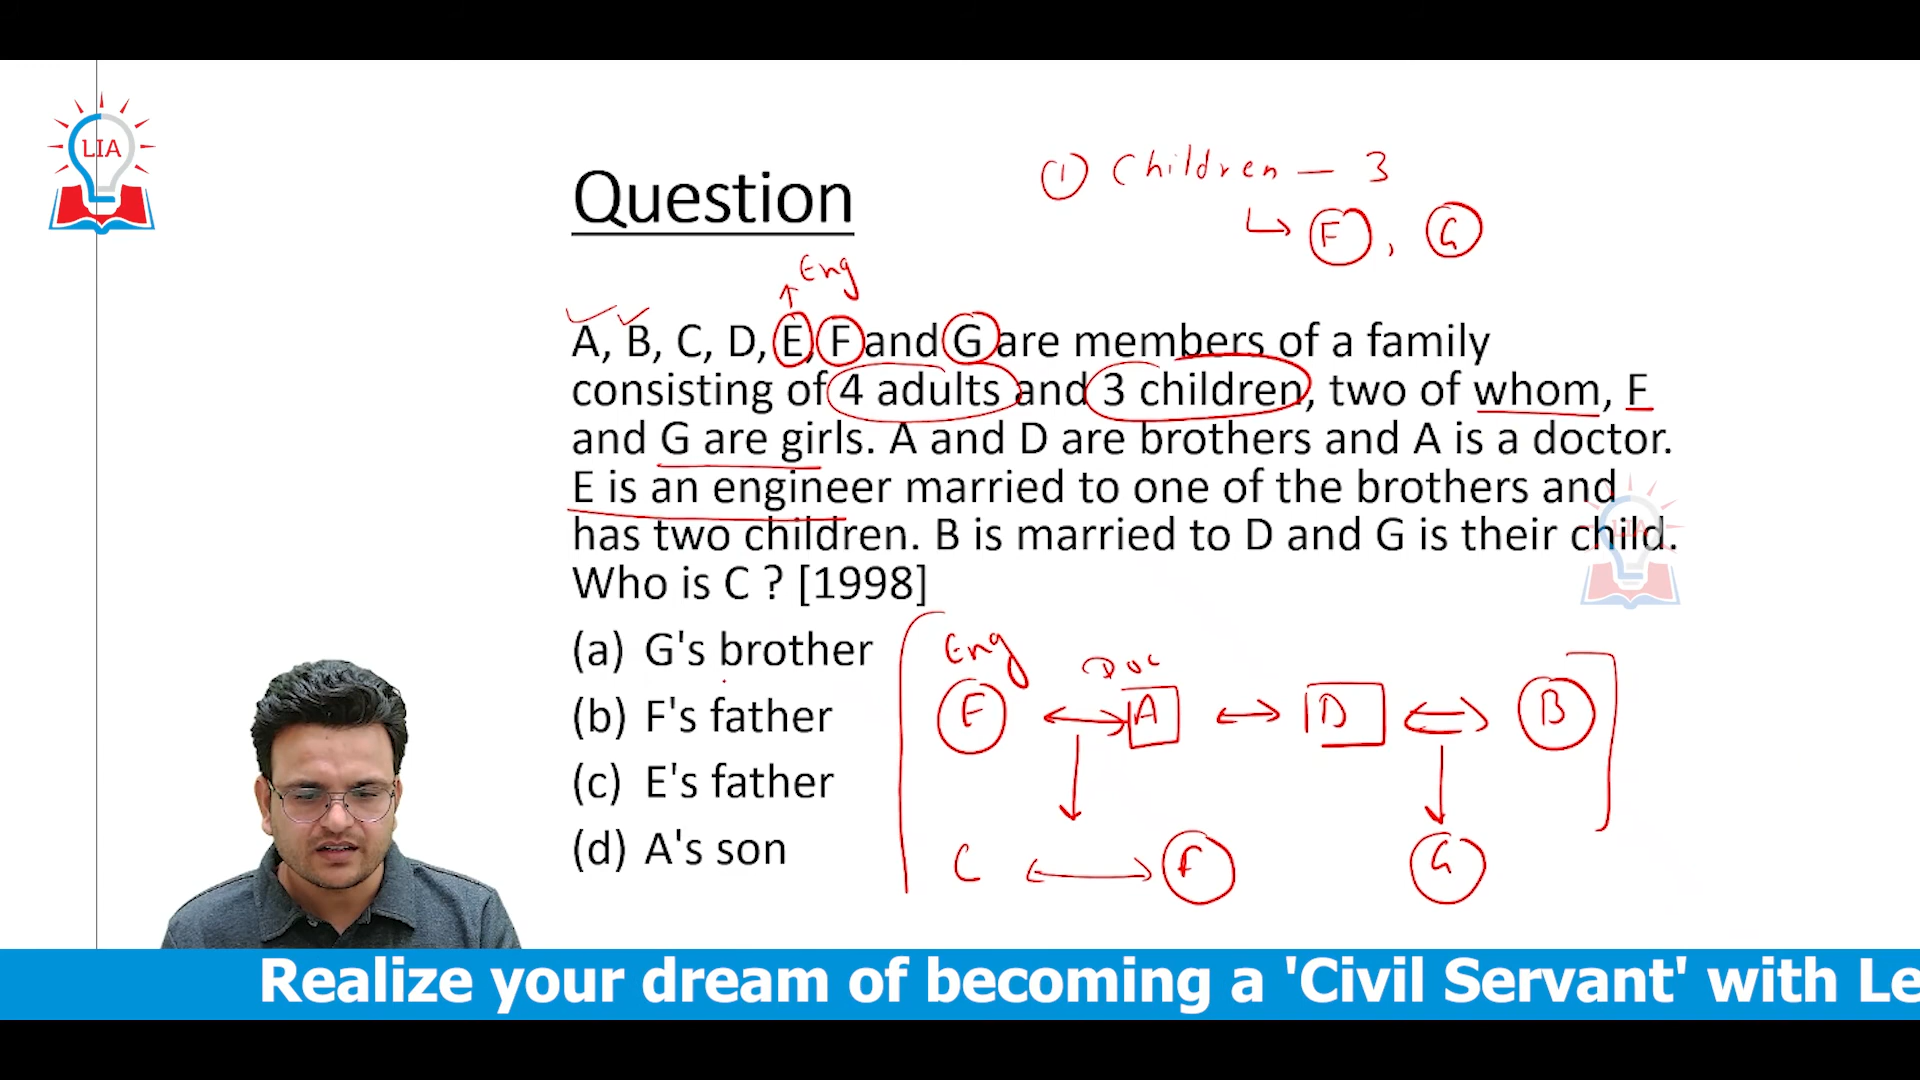 LIA
① Children – 3
Question
↳ F, G
Eng
A, B, C, D, E, F and G are members of a family
consisting of 4 adults and 3 children, two of whom, F
and G are girls. A and D are brothers and A is a doctor.
E is an engineer married to one of the brothers and
has two children. B is married to D and G is their child.
LIA
Who is C ? [1998]
(a) G's brother
(b) F's father
(c) E's father
(d) A's son
Eng Doc
E ↔ A ↔ D ↔ B
C ↔ F G
Realize your dream of becoming a 'Civil Servant' with Le